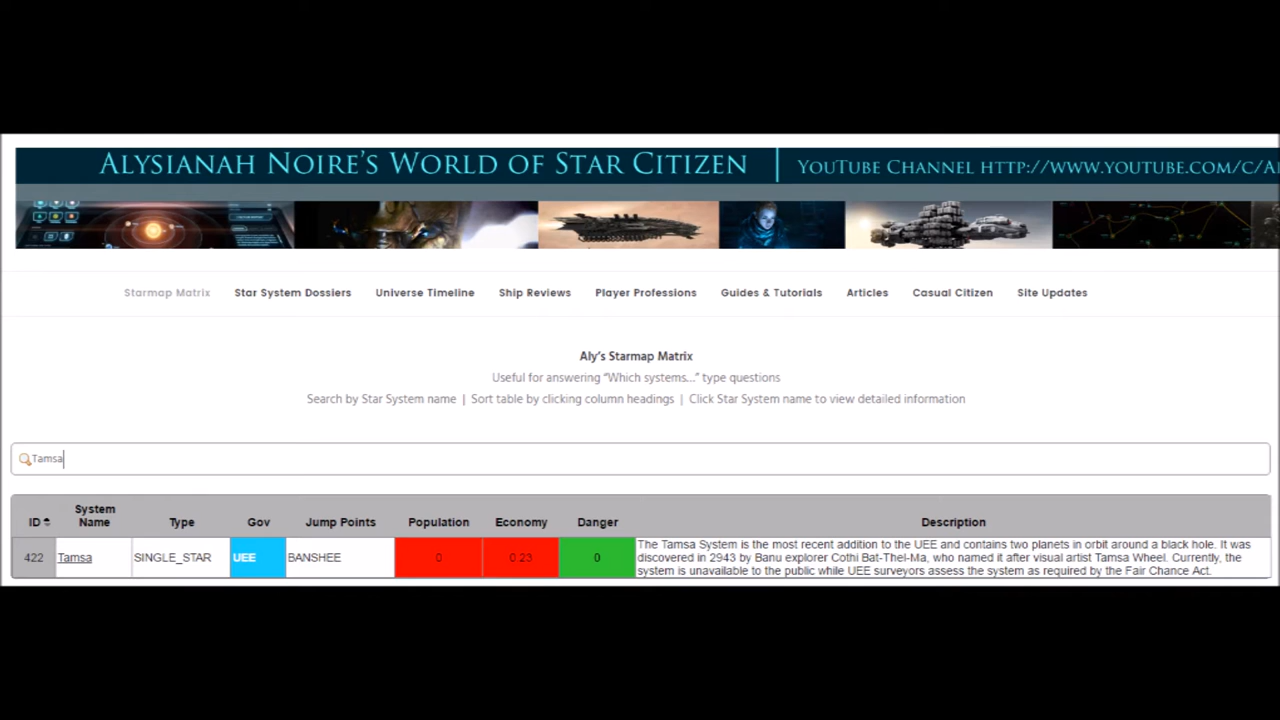 ALYSIANAH NOIRE'S WORLD OF STAR CITIZEN | YOUTUBE CHANNEL HTTP://WWW.YOUTUBE.COM/C/A
Starmap Matrix Star System Dossiers Universe Timeline Ship Reviews Player Professions Guides & Tutorials Articles Casual Citizen Site Updates
Aly's Starmap Matrix
Useful for answering “Which systems...” type questions
Search by Star System name | Sort table by clicking column headings | Click Star System name to view detailed information
Tamsa
ID System Name Type Gov Jump Points Population Economy Danger Description
422 Tamsa SINGLE_STAR UEE BANSHEE 0 0.23 0 The Tamsa System is the most recent addition to the UEE and contains two planets in orbit around a black hole. It was
discovered in 2943 by Banu explorer Cothi Bat-Thel-Ma, who named it after visual artist Tamsa Wheel. Currently, the
system is unavailable to the public while UEE surveyors assess the system as required by the Fair Chance Act.